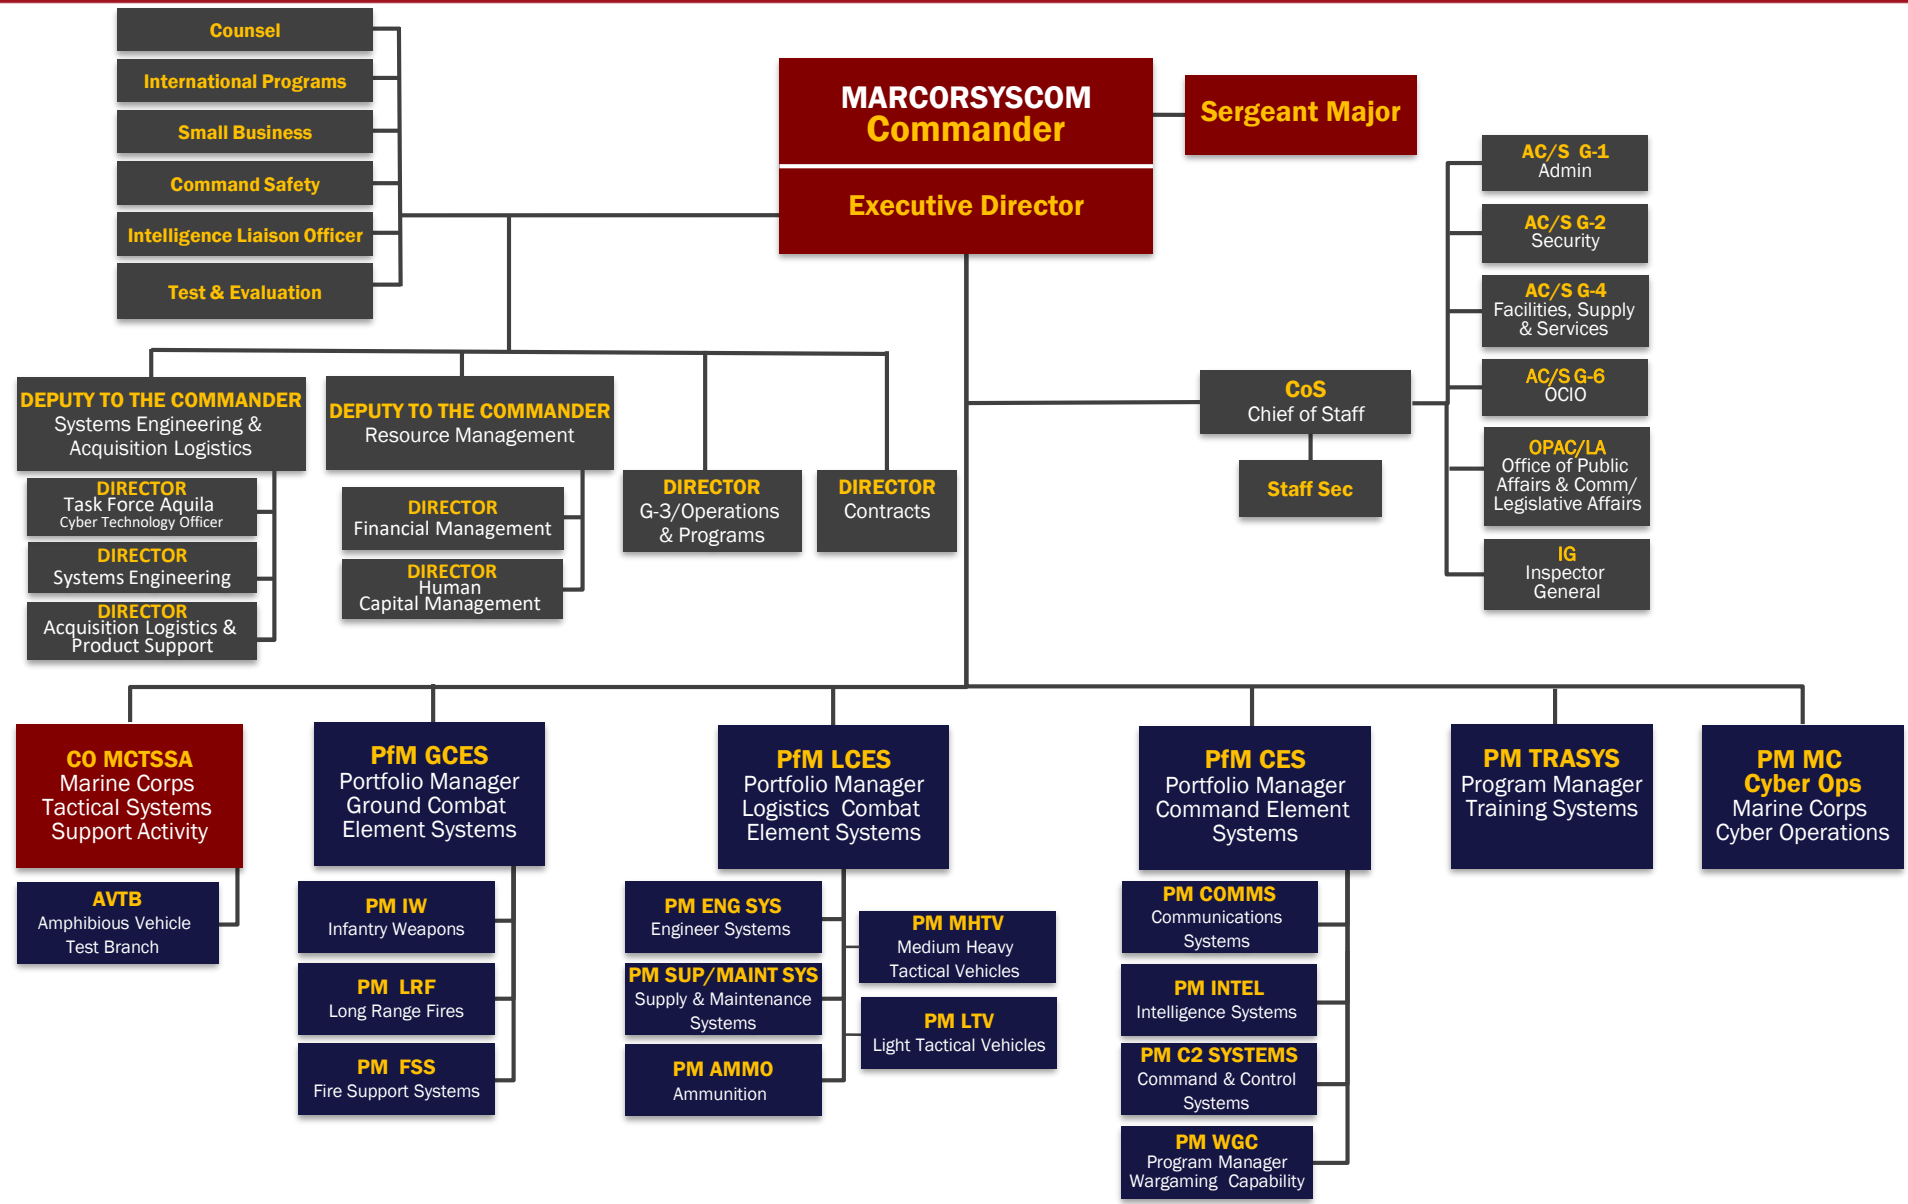 Counsel
International Programs
Small Business
Command Safety
Intelligence Liaison Officer
Test & Evaluation
MARCORSYSCOM
Commander
Executive Director
Sergeant Major
AC/S  G-1
Admin
AC/S G-2
Security
AC/S G-4
Facilities, Supply
& Services
AC/S G-6
OCIO
OPAC/LA
Office of Public
Affairs & Comm/
Legislative Affairs
IG
Inspector
General
CoS
Chief of Staff
Staff Sec
DEPUTY TO THE COMMANDER
Systems Engineering &
Acquisition Logistics
DIRECTOR
Task Force Aquila
Cyber Technology Officer
DIRECTOR
Systems Engineering
DIRECTOR
Acquisition Logistics &
Product Support
DEPUTY TO THE COMMANDER
Resource Management
DIRECTOR
Financial Management
DIRECTOR
Human
Capital Management
DIRECTOR
G-3/Operations
& Programs
DIRECTOR
Contracts
CO MCTSSA
Marine Corps
Tactical Systems
Support Activity
AVTB
Amphibious Vehicle
Test Branch
PfM GCES
Portfolio Manager
Ground Combat
Element Systems
PM IW
Infantry Weapons
PM  LRF
Long Range Fires
PM  FSS
Fire Support Systems
PfM LCES
Portfolio Manager
Logistics  Combat
Element Systems
PM ENG SYS
Engineer Systems
PM SUP/MAINT SYS
Supply & Maintenance
Systems
PM AMMO
Ammunition
PM MHTV
Medium Heavy
Tactical Vehicles
PM LTV
Light Tactical Vehicles
PfM CES
Portfolio Manager
Command Element
Systems
PM COMMS
Communications
Systems
PM INTEL
Intelligence Systems
PM C2 SYSTEMS
Command & Control
Systems
PM WGC
Program Manager
Wargaming  Capability
PM TRASYS
Program Manager
Training Systems
PM MC
Cyber Ops
Marine Corps
Cyber Operations